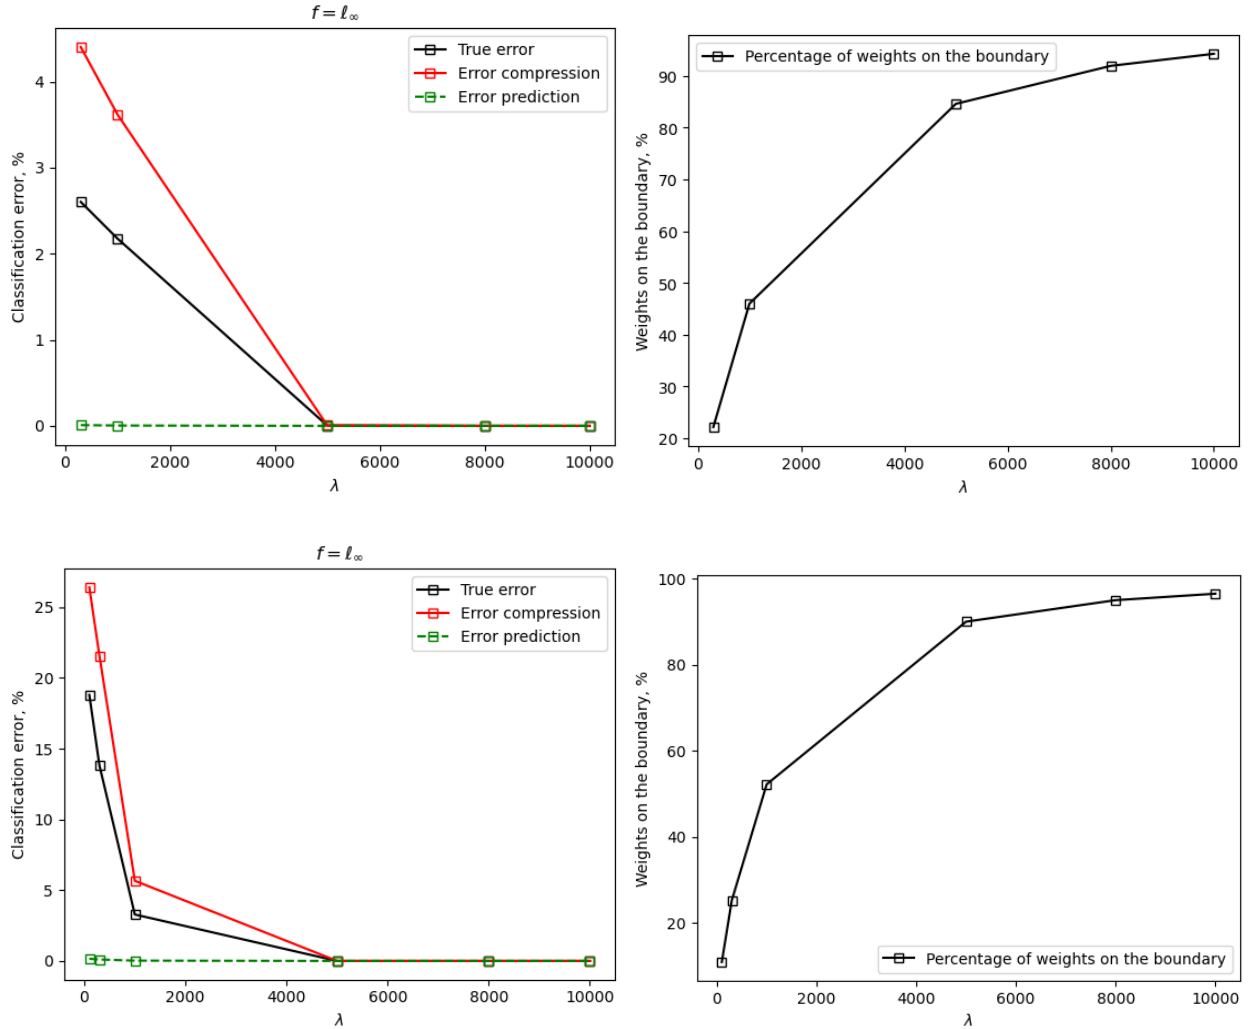 f = ℓ∞
True error
Error compression
Error prediction
Classification error, %
4
3
2
1
0
0 2000 4000 6000 8000 10000
λ
Percentage of weights on the boundary
Weights on the boundary, %
90
80
70
60
50
40
30
20
0 2000 4000 6000 8000 10000
λ
f = ℓ∞
True error
Error compression
Error prediction
Classification error, %
25
20
15
10
5
0
0 2000 4000 6000 8000 10000
λ
Weights on the boundary, %
100
80
60
40
20
Percentage of weights on the boundary
0 2000 4000 6000 8000 10000
λ